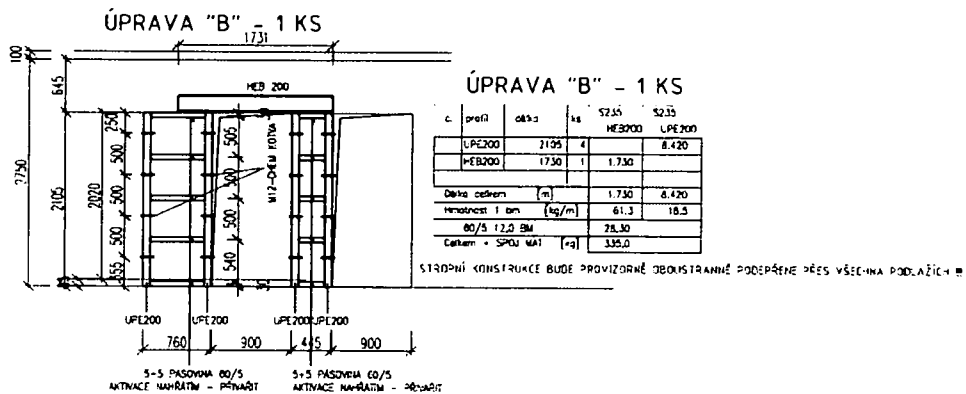 ÚPRAVA "B" - 1 KS
1731
100
645
HEB 200
250
505
500
500
500
500
500
500
355
540
2020
2105
2750
M12-CHEM KOTVA
UPE200 UPE200 UPE200 UPE200
760 900 445 900
5+5 PÁSOVINA 60/5
AKTIVACE NAHŘÁTÍM - PŘIVAŘIT
5+5 PÁSOVINA 60/5
AKTIVACE NAHŘÁTÍM - PŘIVAŘIT
ÚPRAVA "B" - 1 KS
č. profil délka ks S235 S235
HEB200 UPE200
UPE200 2105 4 8.420
HEB200 1730 1 1.730
Délka celkem [m] 1.730 8.420
Hmotnost 1 bm [kg/m] 61.3 18.5
60/5 12,0 BM 28.30
Celkem + SPOJ MAT [kg] 335.0
STROPNÍ KONSTRUKCE BUDE PROVIZORNĚ OBOUSTRANNĚ PODEPŘENE PŘES VŠECHNA PODLAŽÍCH !!!